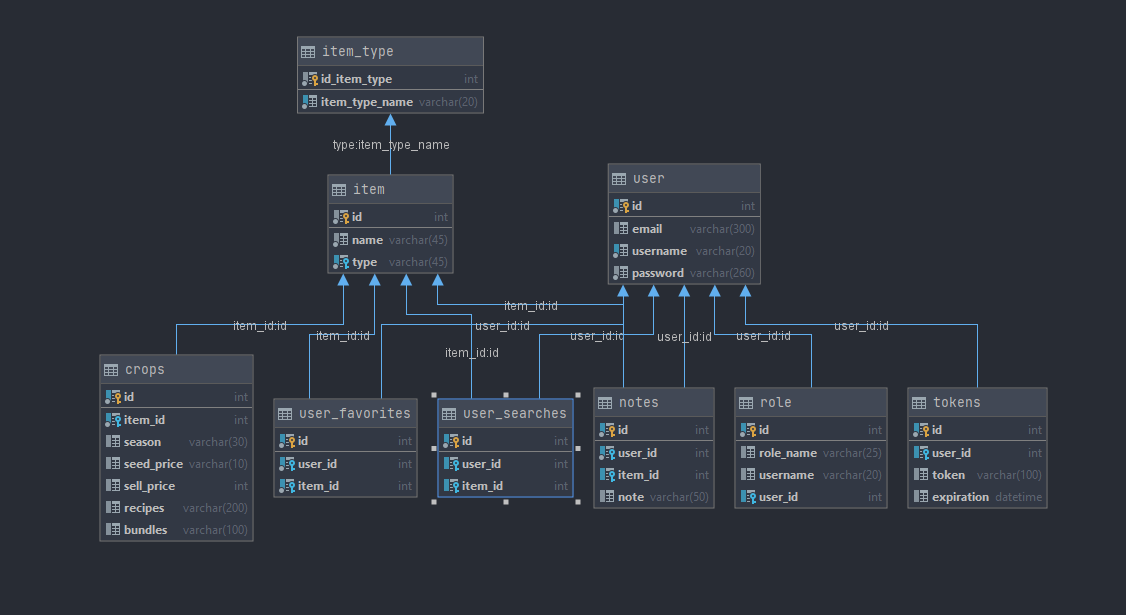 item_type
id_item_type int
item_type_name varchar(20)
type:item_type_name
item
id int
name varchar(45)
type varchar(45)
user
id int
email varchar(300)
username varchar(20)
password varchar(260)
item_id:id
item_id:id
item_id:id
item_id:id
user_id:id
user_id:id
user_id:id
user_id:id
user_id:id
crops
id int
item_id int
season varchar(30)
seed_price varchar(10)
sell_price int
recipes varchar(200)
bundles varchar(100)
user_favorites
id int
user_id int
item_id int
user_searches
id int
user_id int
item_id int
notes
id int
user_id int
item_id int
note varchar(50)
role
id int
role_name varchar(25)
username varchar(20)
user_id int
tokens
id int
user_id int
token varchar(100)
expiration datetime